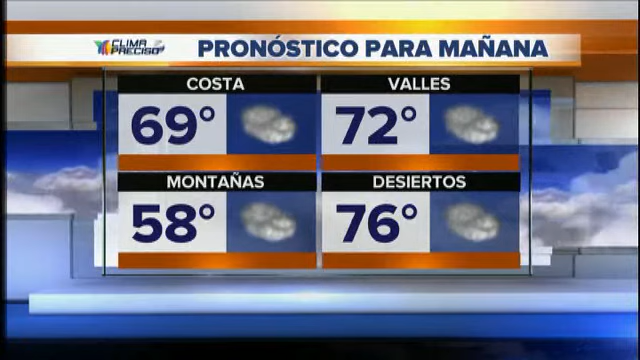 CLIMA
PRECISO
PRONÓSTICO PARA MAÑANA
COSTA
69°
VALLES
72°
MONTAÑAS
58°
DESIERTOS
76°